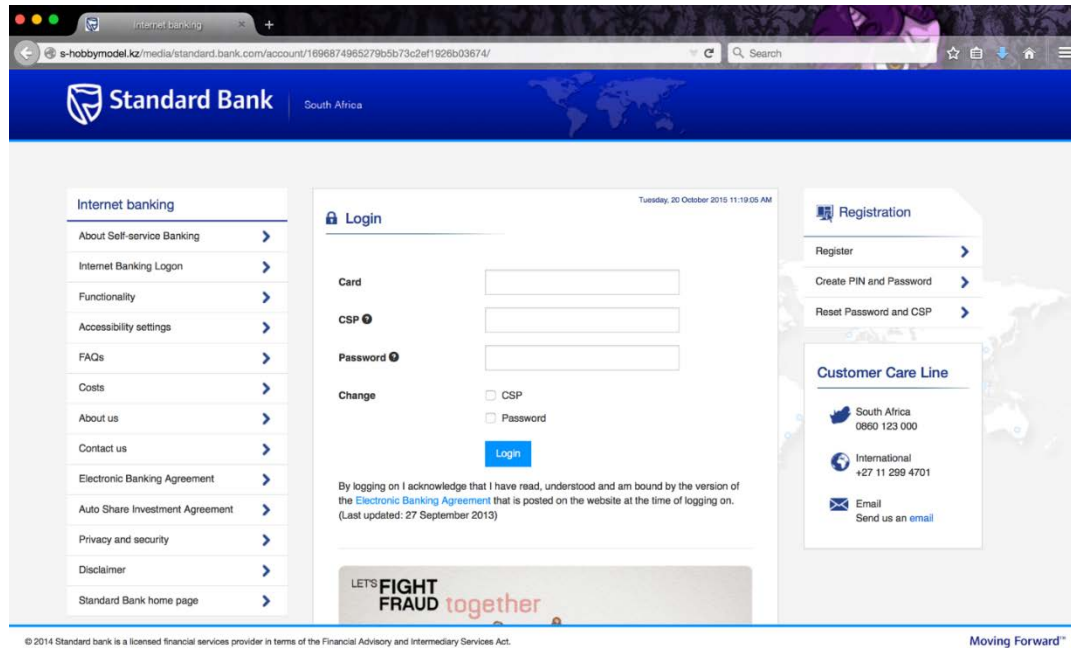 Internet banking
s-hobbymodel.kz/media/standard.bank.com/account/1696874965279b5b73c2ef1926b03674/
Search
Standard Bank
South Africa
Internet banking
About Self-service Banking
Internet Banking Logon
Functionality
Accessibility settings
FAQs
Costs
About us
Contact us
Electronic Banking Agreement
Auto Share Investment Agreement
Privacy and security
Disclaimer
Standard Bank home page
Tuesday, 20 October 2015 11:19:05 AM
Login
Card
CSP
Password
Change
CSP
Password
Login
By logging on I acknowledge that I have read, understood and am bound by the version of
the Electronic Banking Agreement that is posted on the website at the time of logging on.
(Last updated: 27 September 2013)
LET'S FIGHT
FRAUD together
Registration
Register
Create PIN and Password
Reset Password and CSP
Customer Care Line
South Africa
0860 123 000
International
+27 11 299 4701
Email
Send us an email
© 2014 Standard bank is a licensed financial services provider in terms of the Financial Advisory and Intermediary Services Act.
Moving Forward™